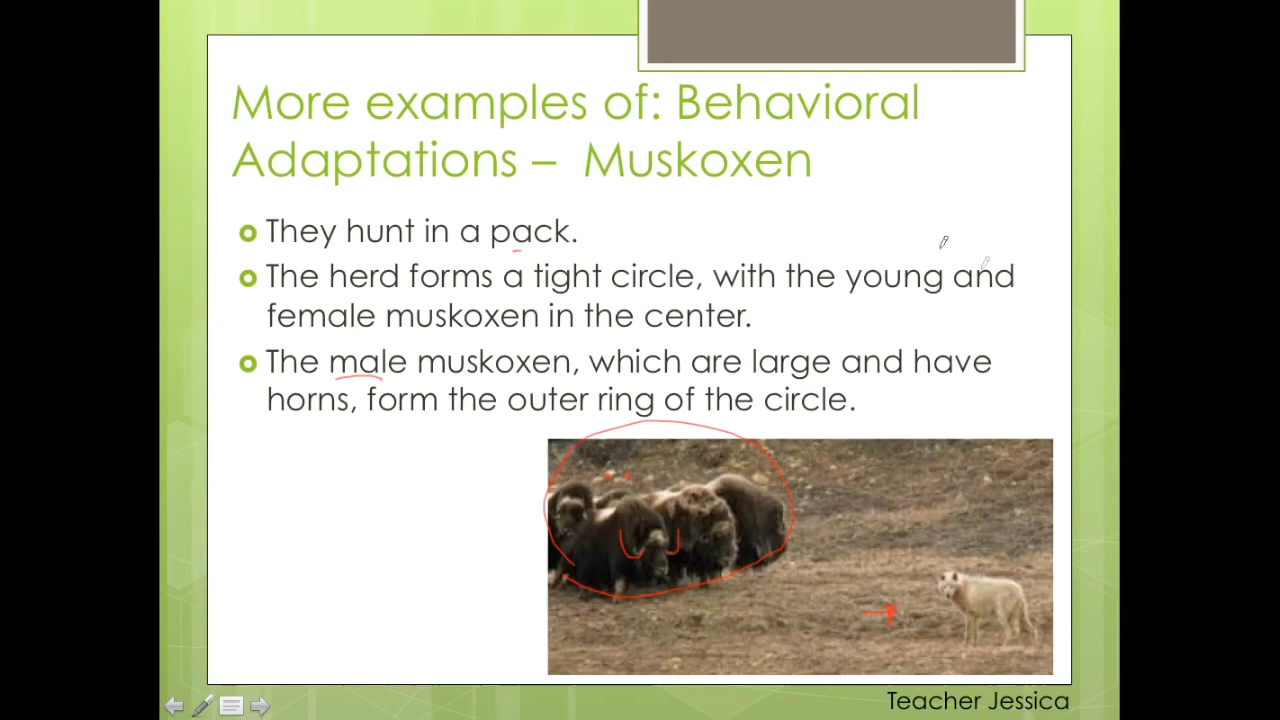 More examples of: Behavioral
Adaptations – Muskoxen
They hunt in a pack.
The herd forms a tight circle, with the young and
female muskoxen in the center.
The male muskoxen, which are large and have
horns, form the outer ring of the circle.
Teacher Jessica